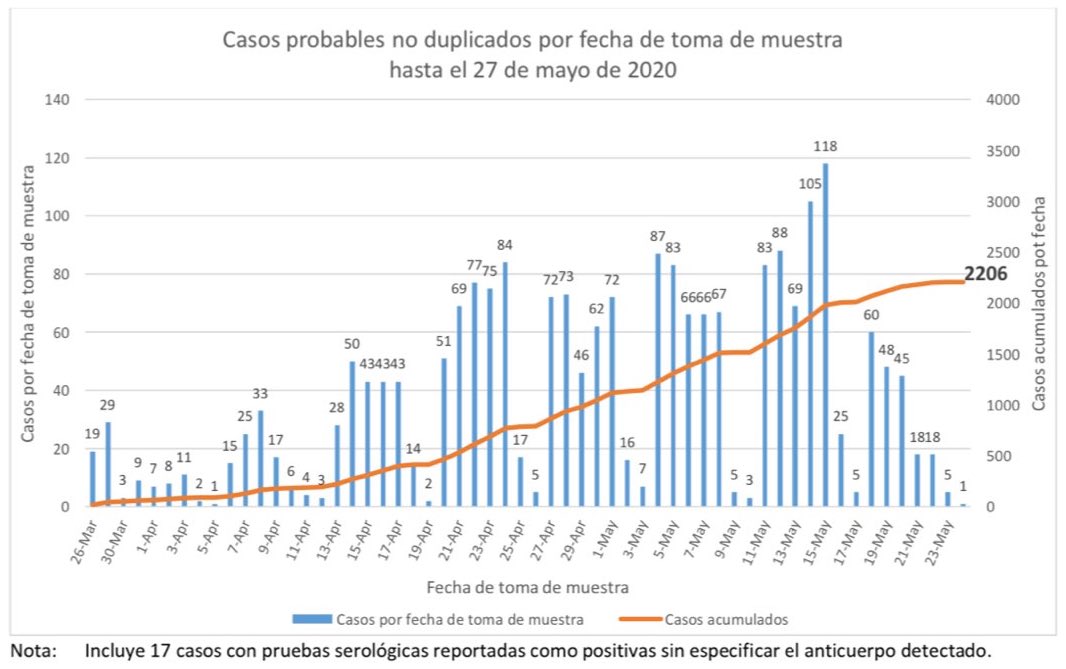 Casos probables no duplicados por fecha de toma de muestra
hasta el 27 de mayo de 2020
Casos por fecha de toma de muestra
140
120
100
80
60
40
20
0
19
29
3
9
7
8
11
2
1
15
25
33
17
6
4
3
28
50
43
43
43
14
2
51
69
77
75
84
17
5
72
73
46
62
72
16
7
87
83
66
66
67
5
3
83
88
69
105
118
25
5
60
48
45
18
18
5
1
2206
4000
3500
3000
2500
2000
1500
1000
500
0
Casos acumulados pot fecha
26-Mar
30-Mar
1-Apr
3-Apr
5-Apr
7-Apr
9-Apr
11-Apr
13-Apr
15-Apr
17-Apr
19-Apr
21-Apr
23-Apr
25-Apr
27-Apr
29-Apr
1-May
3-May
5-May
7-May
9-May
11-May
13-May
15-May
17-May
19-May
21-May
23-May
Fecha de toma de muestra
Casos por fecha de toma de muestra
Casos acumulados
Nota: Incluye 17 casos con pruebas serológicas reportadas como positivas sin especificar el anticuerpo detectado.